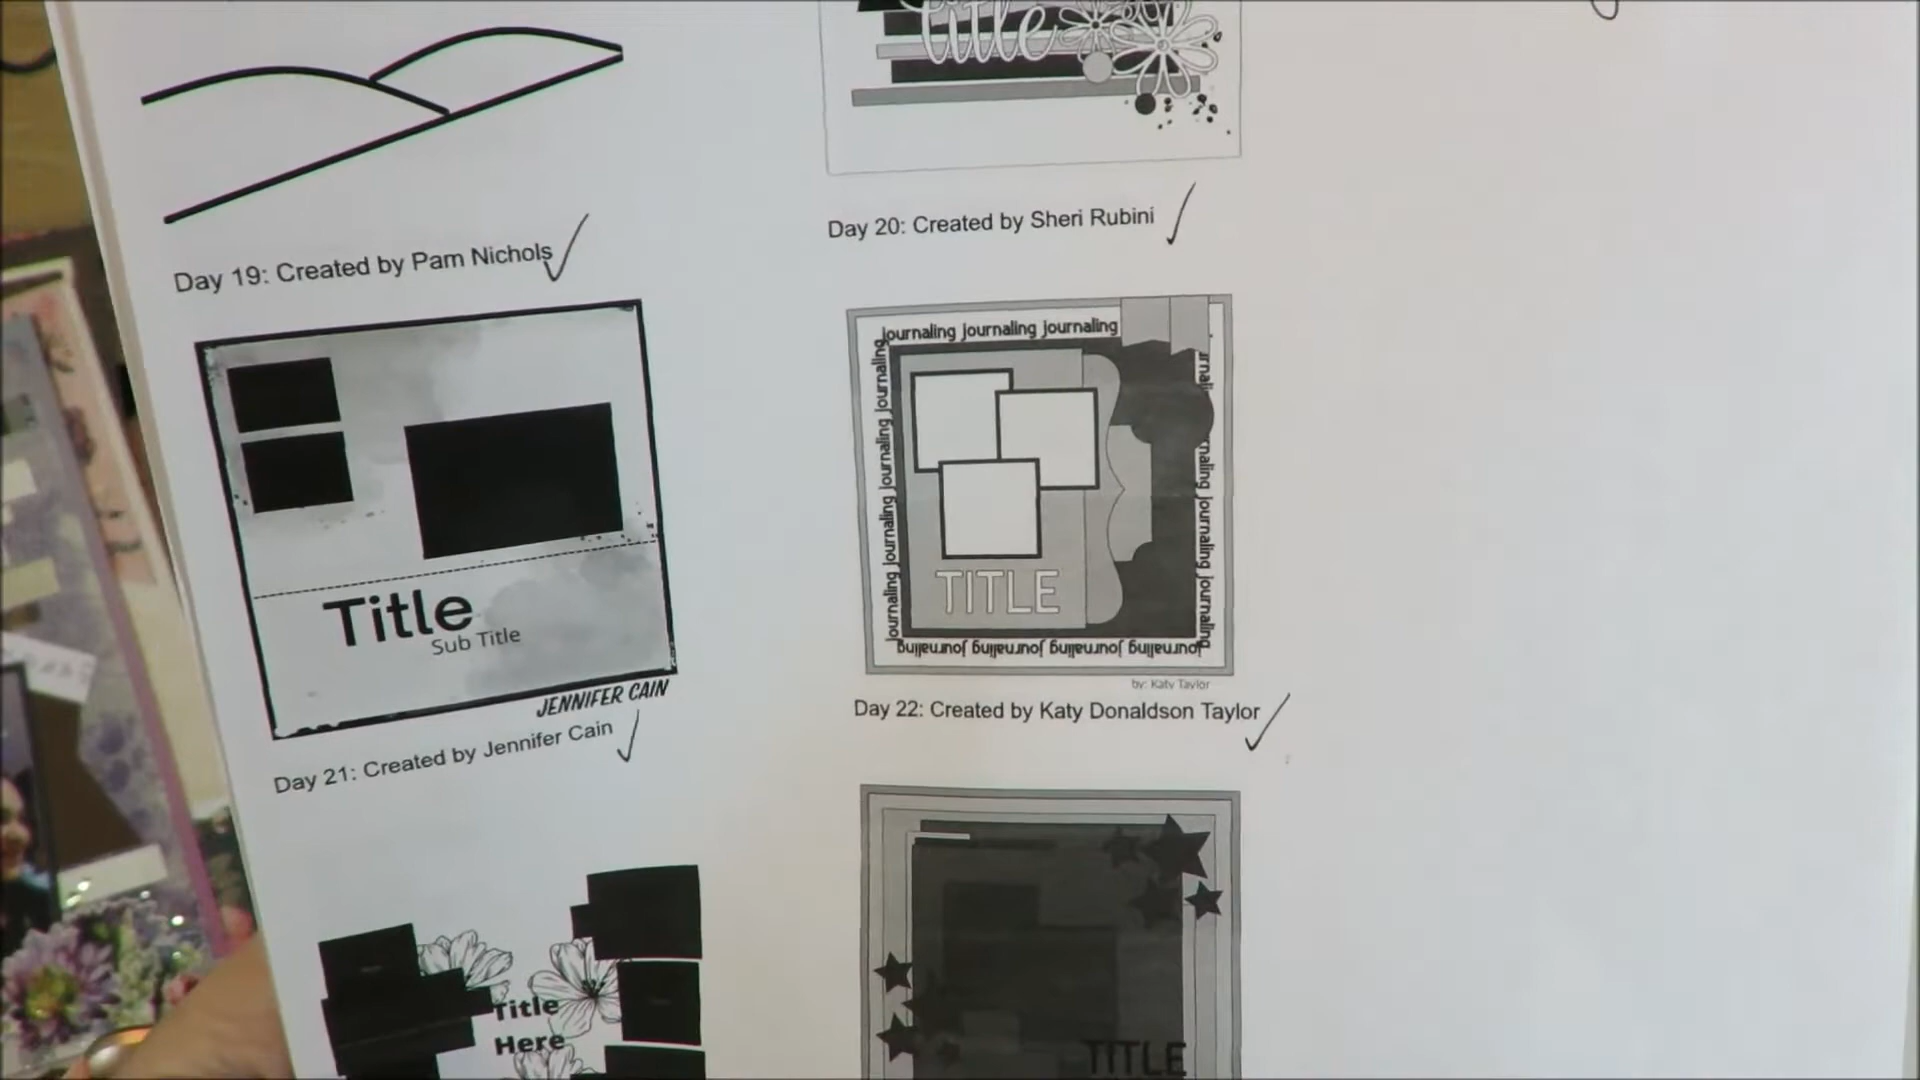 title
Day 19: Created by Pam Nichols
Day 20: Created by Sheri Rubini
Title
Sub Title
JENNIFER CAIN
Day 21: Created by Jennifer Cain
journaling journaling journaling
journaling journaling journaling journaling
journaling journaling
journaling journaling journaling journaling
TITLE
by: Katy Taylor
Day 22: Created by Katy Donaldson Taylor
Title
Here
TITLE